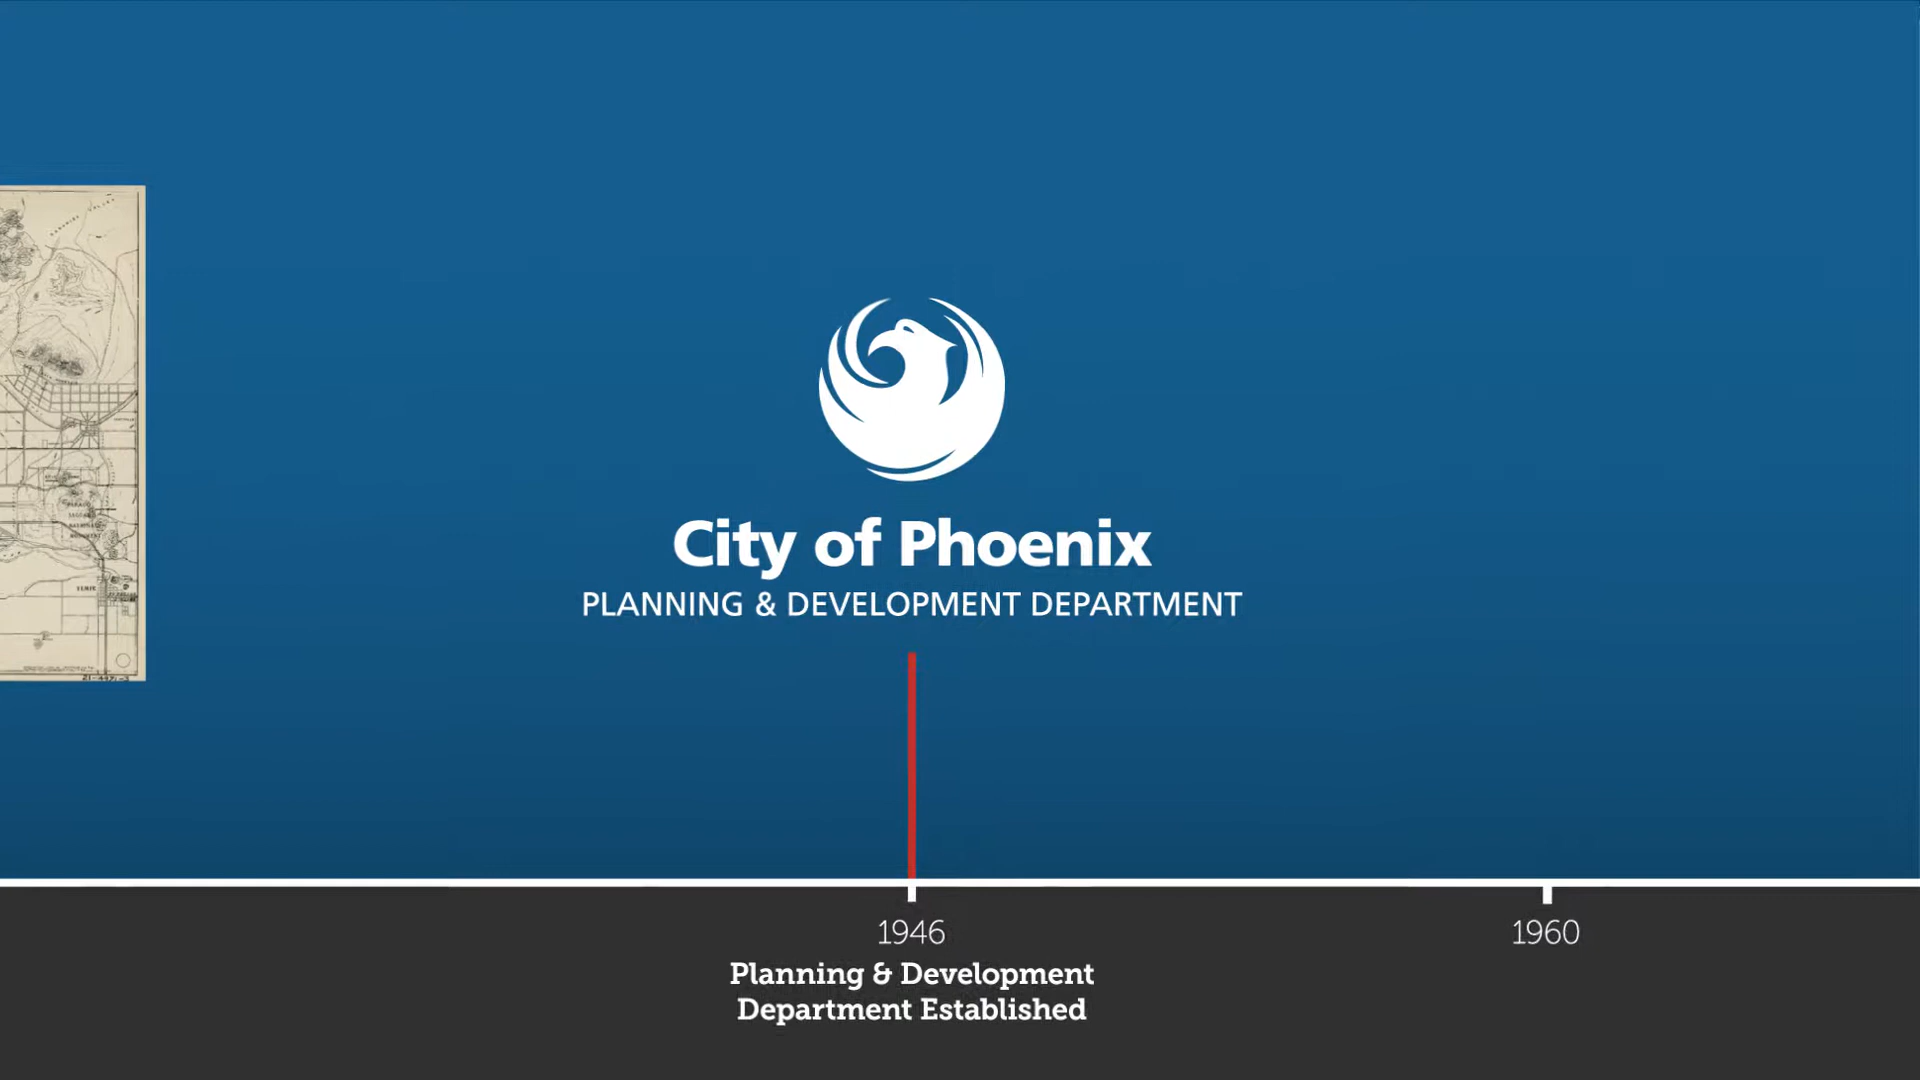 City of Phoenix
PLANNING & DEVELOPMENT DEPARTMENT
1946
Planning & Development
Department Established
1960